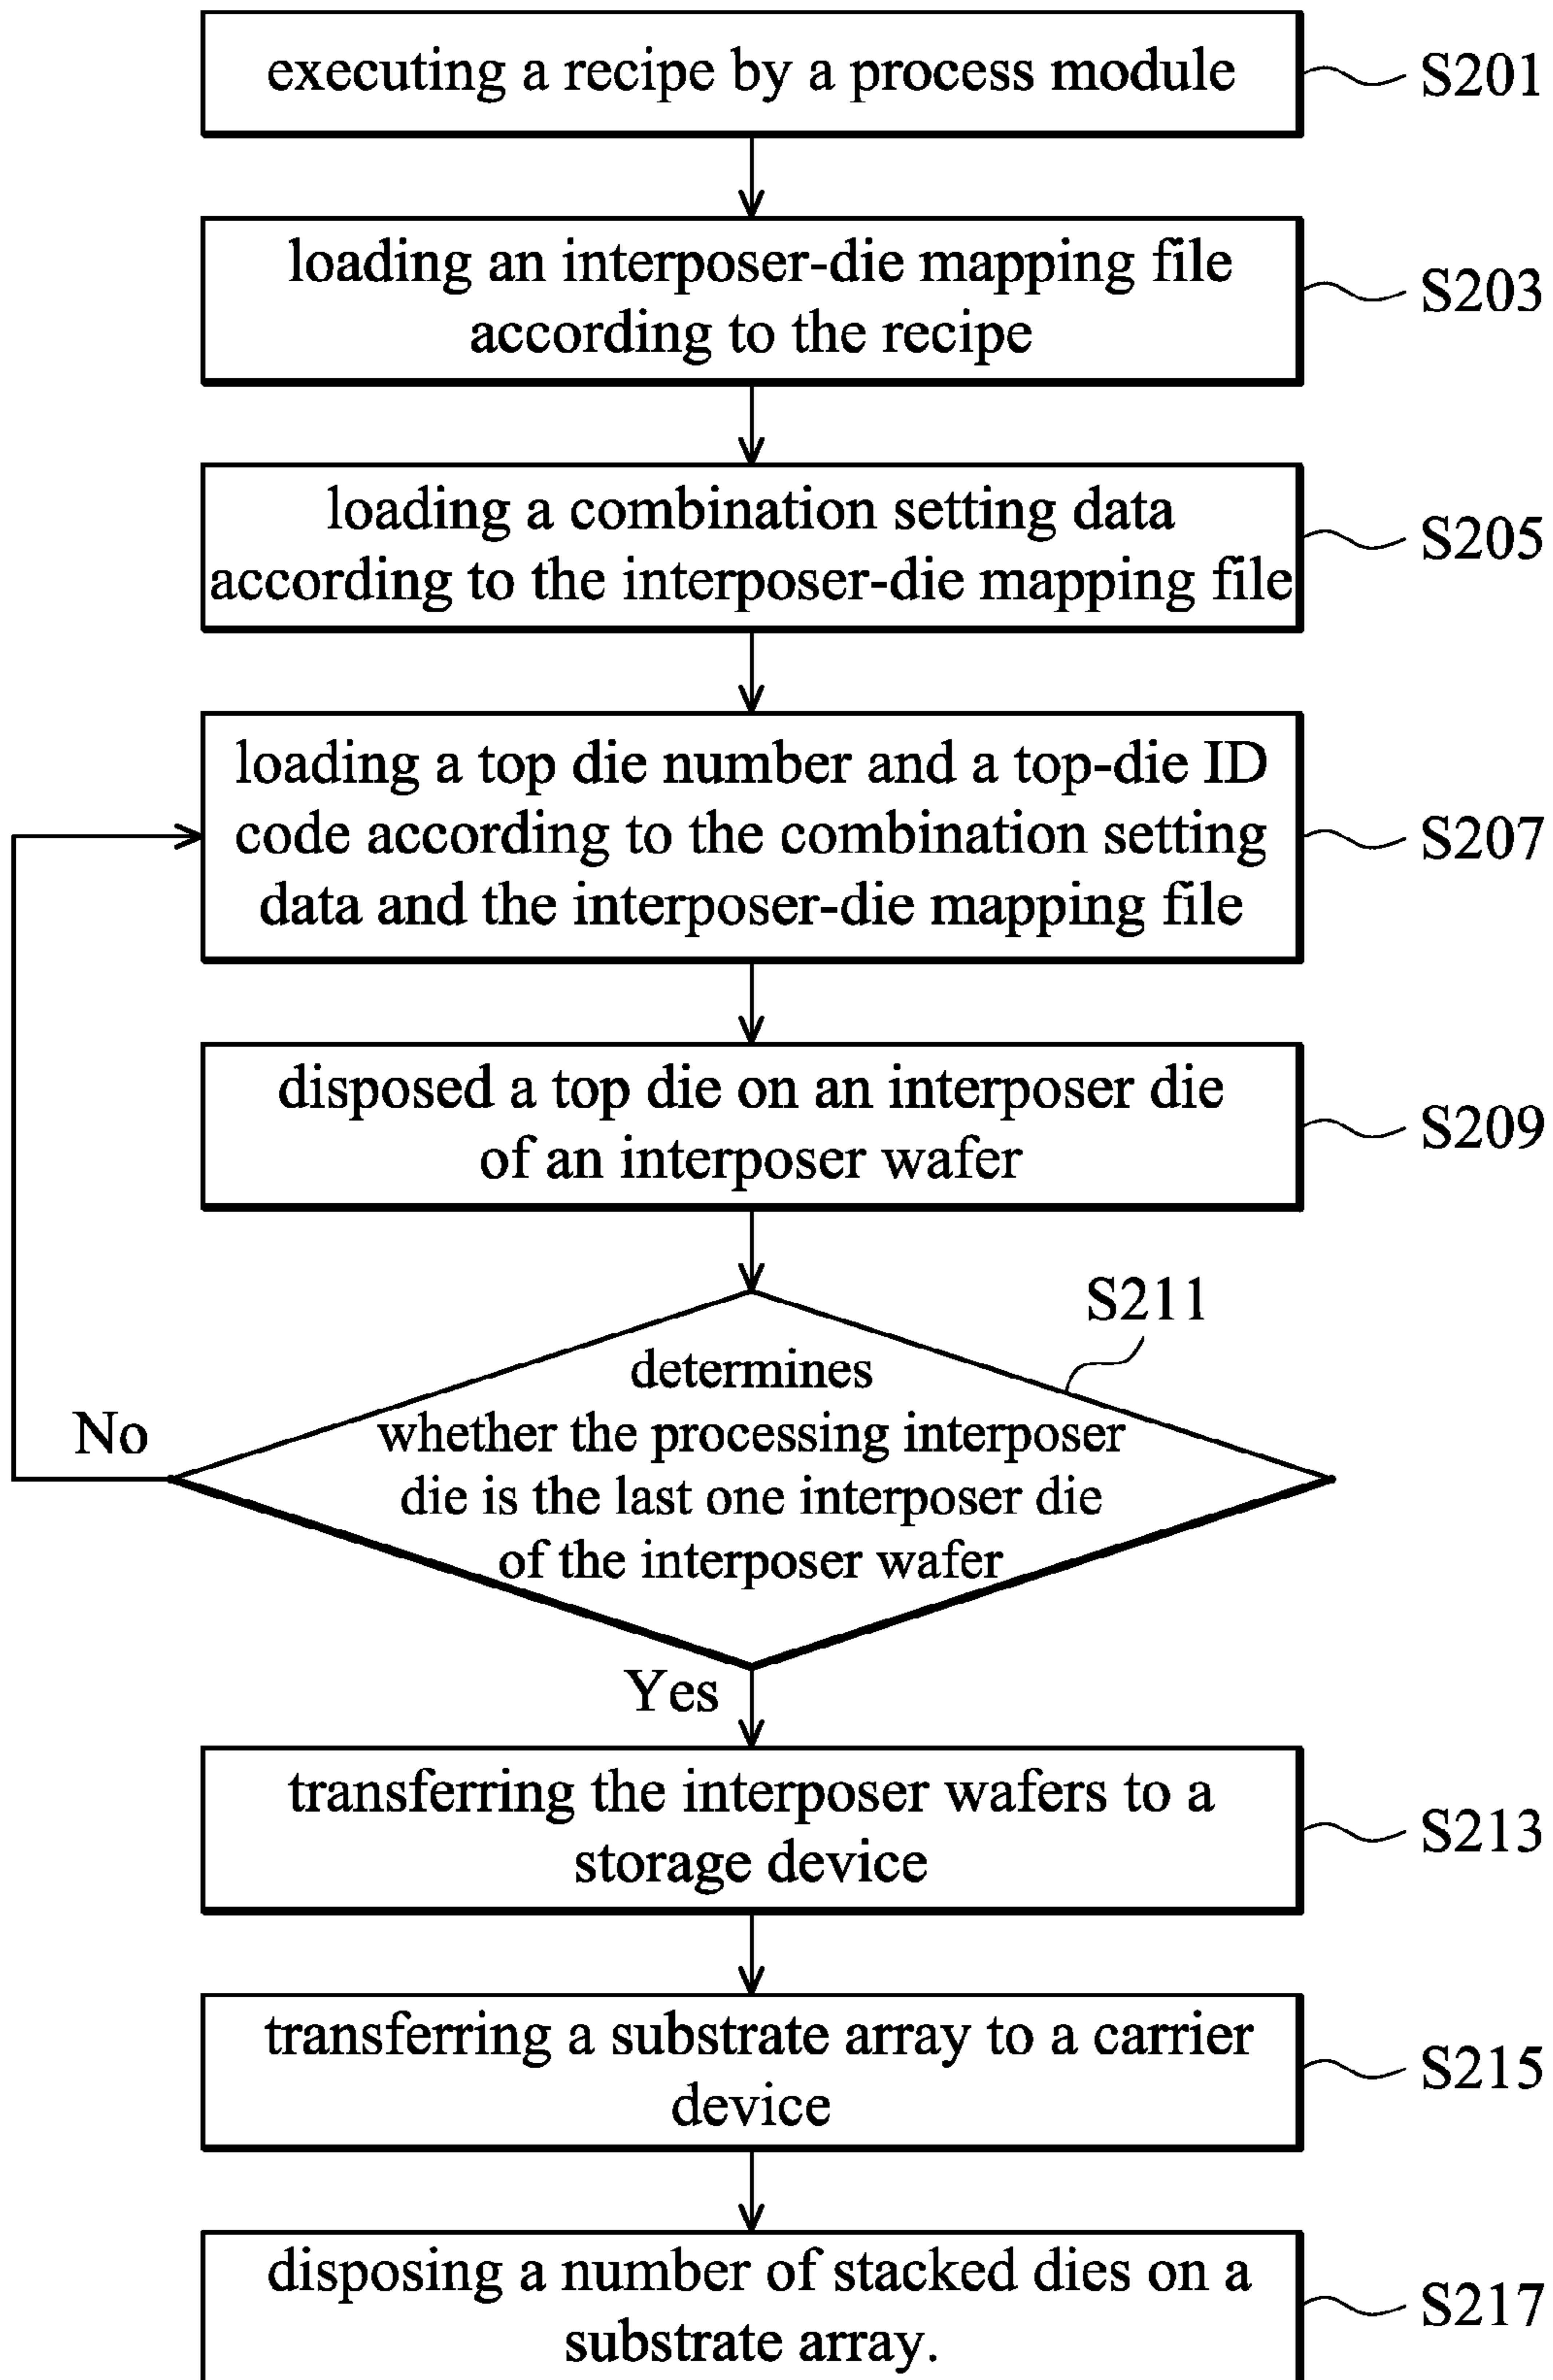 executing a recipe by a process module
S201
loading an interposer-die mapping file
according to the recipe
S203
loading a combination setting data
according to the interposer-die mapping file
S205
loading a top die number and a top-die ID
code according to the combination setting
data and the interposer-die mapping file
S207
disposed a top die on an interposer die
of an interposer wafer
S209
S211
determines
whether the processing interposer
die is the last one interposer die
of the interposer wafer
No
Yes
transferring the interposer wafers to a
storage device
S213
transferring a substrate array to a carrier
device
S215
disposing a number of stacked dies on a
substrate array.
S217